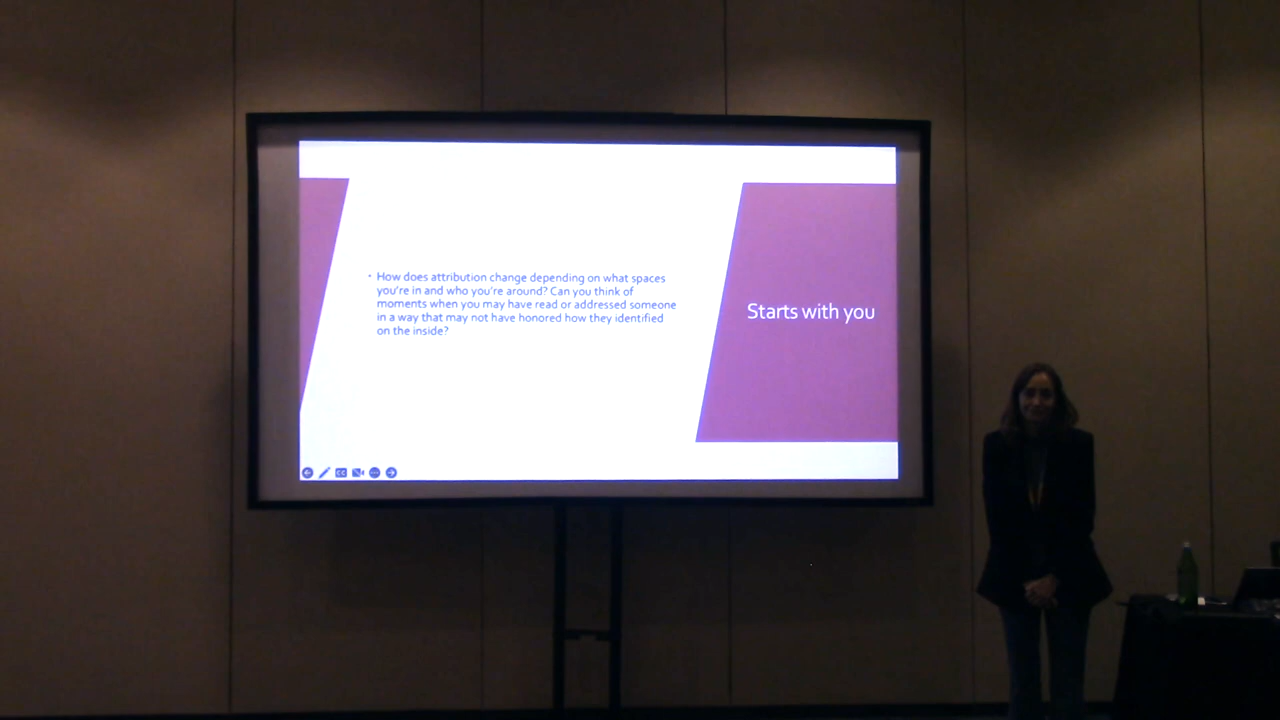 • How does attribution change depending on what spaces
you're in and who you're around? Can you think of
moments when you may have read or addressed someone
in a way that may not have honored how they identified
on the inside?
Starts with you
CC